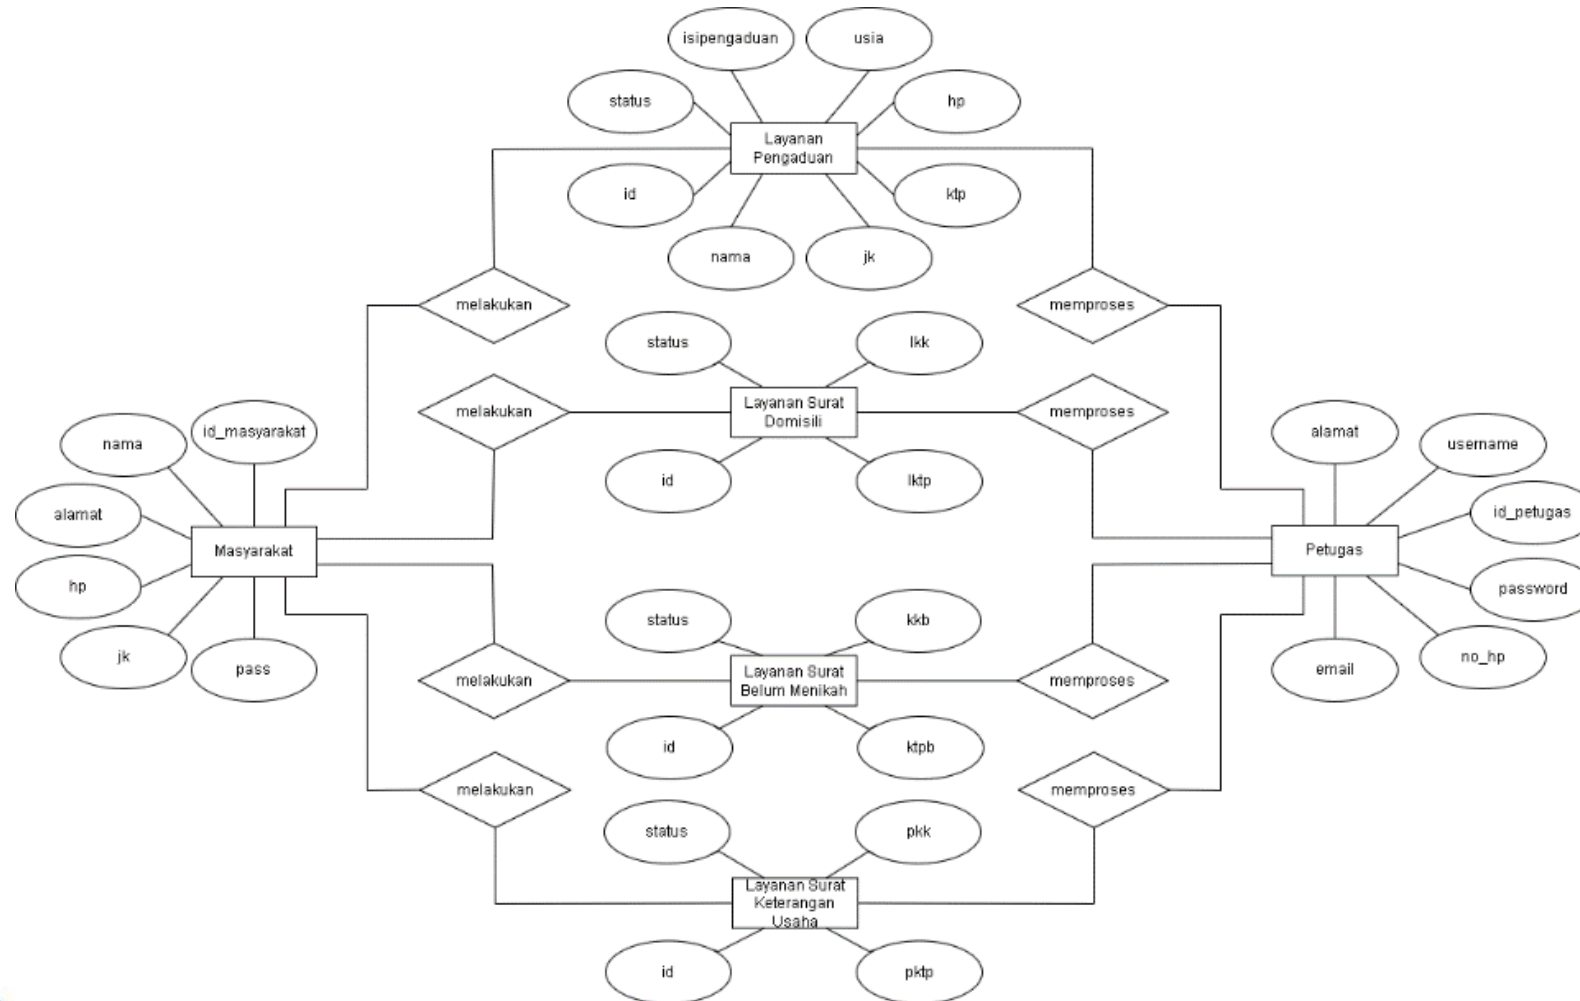 isipengaduan
usia
status
hp
Layanan
Pengaduan
id
ktp
nama
jk
melakukan
memproses
status
lkk
melakukan
Layanan Surat
Domisili
memproses
id
lktp
nama
id_masyarakat
alamat
hp
jk
pass
Masyarakat
alamat
username
id_petugas
Petugas
password
no_hp
email
status
kkb
melakukan
Layanan Surat
Belum Menikah
memproses
id
ktpb
melakukan
memproses
status
pkk
Layanan Surat
Keterangan
Usaha
id
pktp